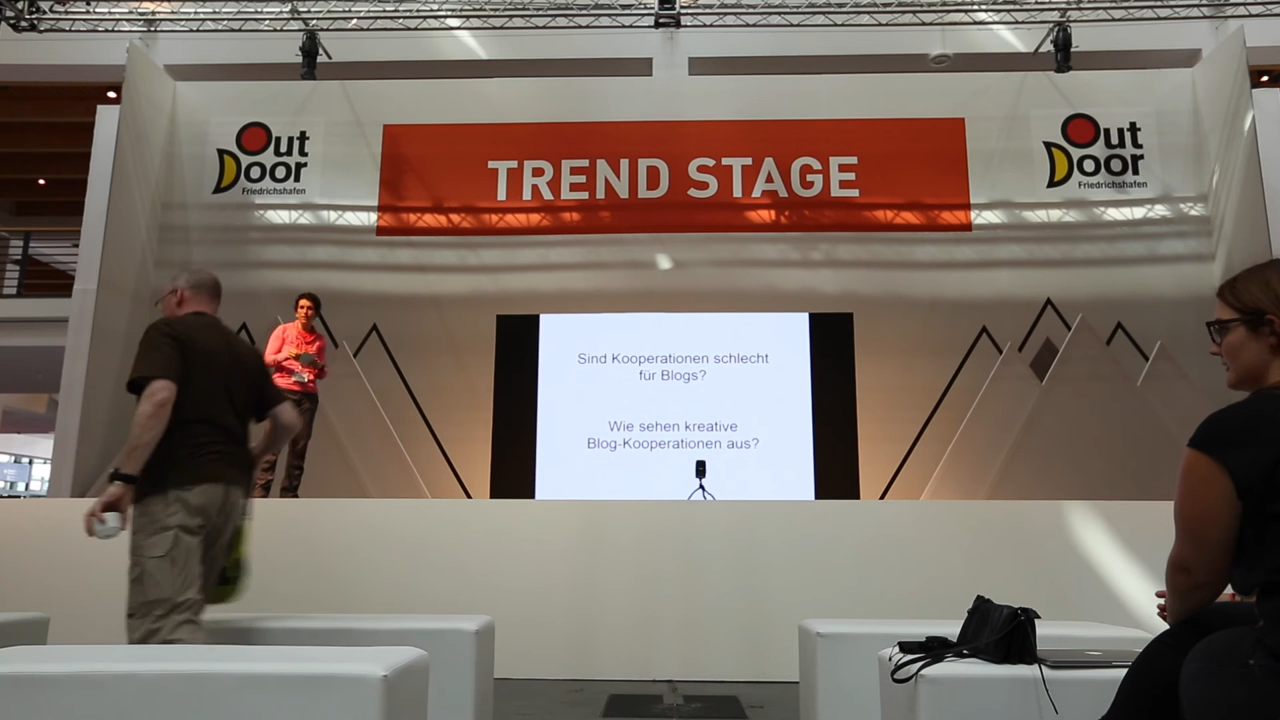 Out
Door
Friedrichshafen
TREND STAGE
Out
Door
Friedrichshafen
Sind Kooperationen schlecht
für Blogs?
Wie sehen kreative
Blog-Kooperationen aus?